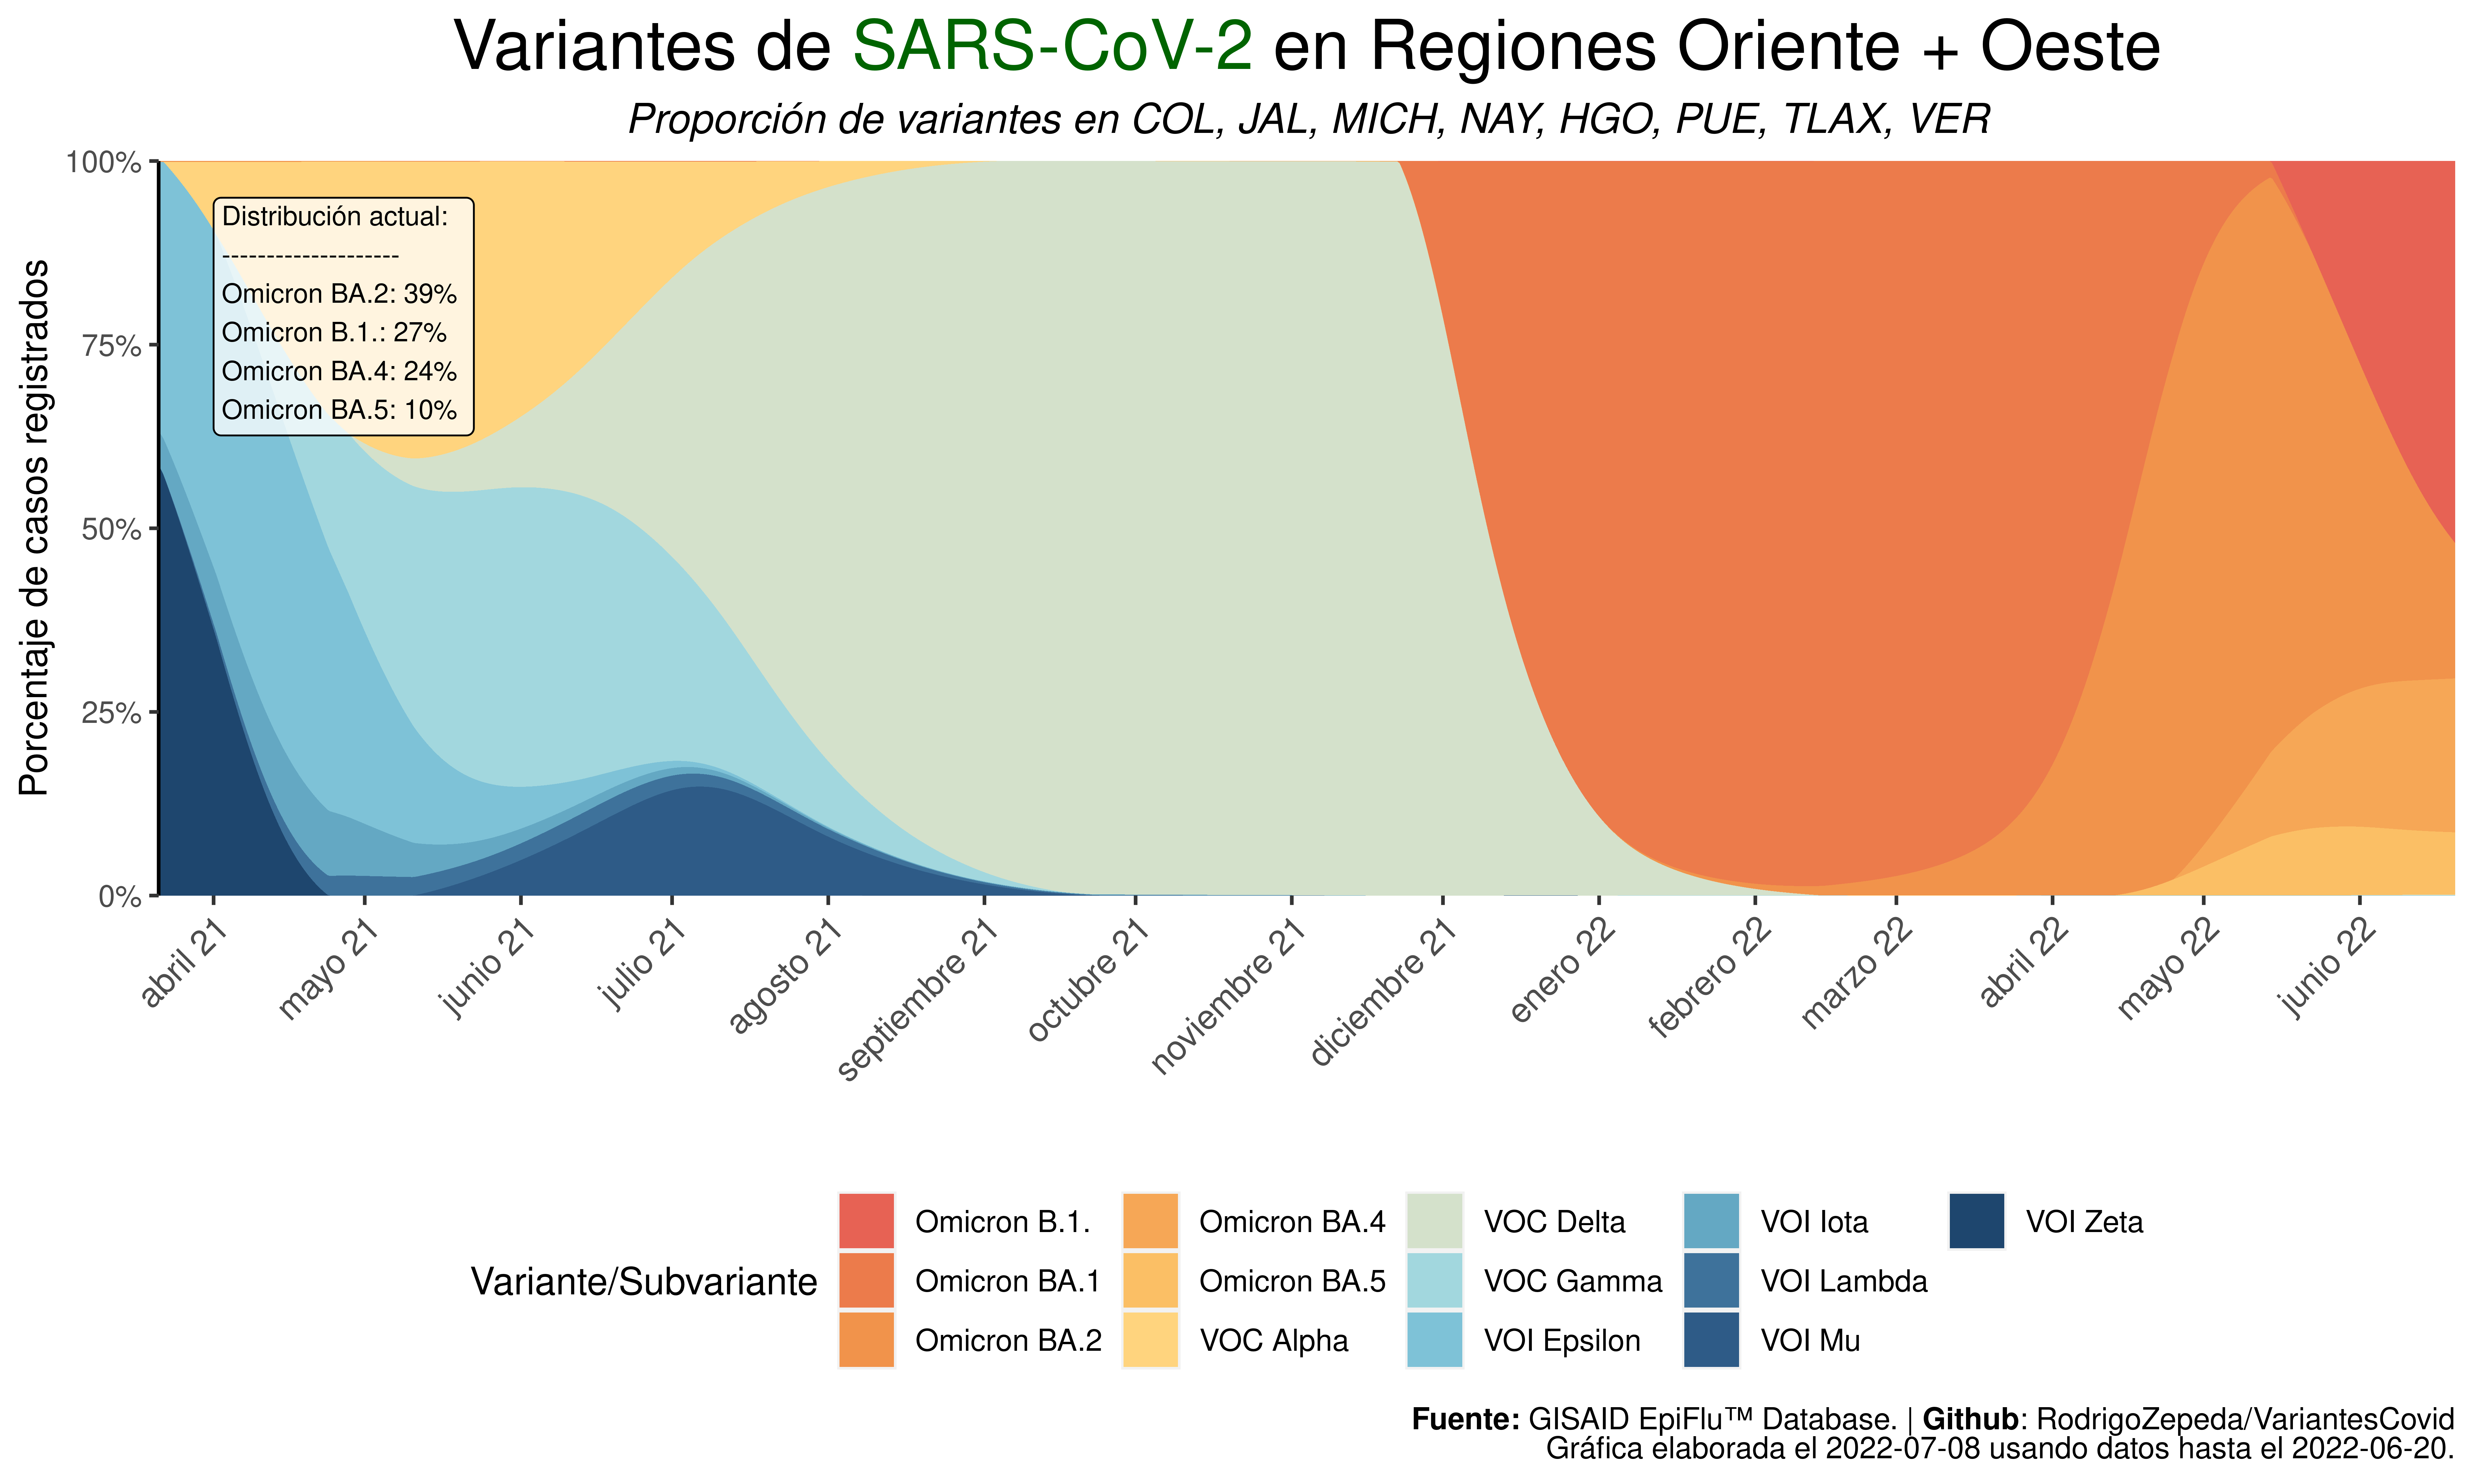 Variantes de SARS-CoV-2 en Regiones Oriente + Oeste
Proporción de variantes en COL, JAL, MICH, NAY, HGO, PUE, TLAX, VER
Porcentaje de casos registrados
100%
75%
50%
25%
0%
Distribución actual:
--------------------
Omicron BA.2: 39%
Omicron B.1.: 27%
Omicron BA.4: 24%
Omicron BA.5: 10%
abril 21
mayo 21
junio 21
julio 21
agosto 21
septiembre 21
octubre 21
noviembre 21
diciembre 21
enero 22
febrero 22
marzo 22
abril 22
mayo 22
junio 22
Variante/Subvariante
Omicron B.1.
Omicron BA.1
Omicron BA.2
Omicron BA.4
Omicron BA.5
VOC Alpha
VOC Delta
VOC Gamma
VOI Epsilon
VOI Iota
VOI Lambda
VOI Mu
VOI Zeta
Fuente: GISAID EpiFlu™ Database. | Github: RodrigoZepeda/VariantesCovid
Gráfica elaborada el 2022-07-08 usando datos hasta el 2022-06-20.